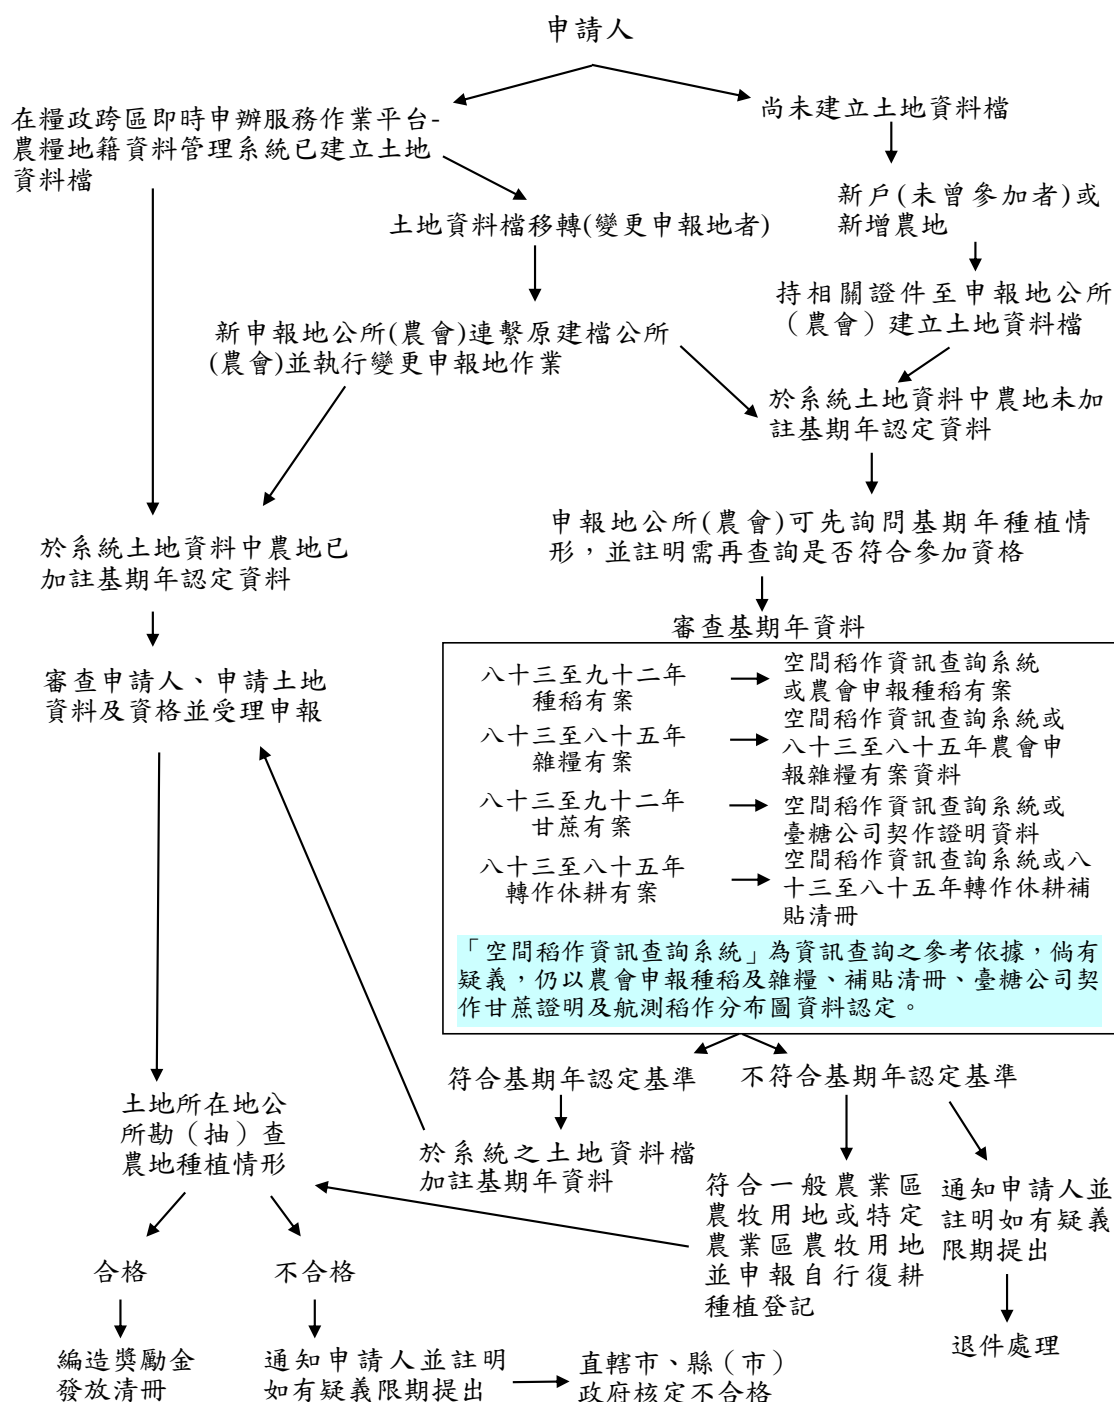 申請人
在糧政跨區即時申辦服務作業平台-
農糧地籍資料管理系統已建立土地
資料檔
尚未建立土地資料檔
土地資料檔移轉(變更申報地者)
新戶(未曾參加者)或
新增農地
新申報地公所(農會)連繫原建檔公所
(農會)並執行變更申報地作業
持相關證件至申報地公所
（農會）建立土地資料檔
於系統土地資料中農地未加
註基期年認定資料
於系統土地資料中農地已
加註基期年認定資料
申報地公所(農會)可先詢問基期年種植情
形，並註明需再查詢是否符合參加資格
審查申請人、申請土地
資料及資格並受理申報
審查基期年資料
八十三至九十二年
種稻有案
空間稻作資訊查詢系統
或農會申報種稻有案
八十三至八十五年
雜糧有案
空間稻作資訊查詢系統或
八十三至八十五年農會申
報雜糧有案資料
八十三至九十二年
甘蔗有案
空間稻作資訊查詢系統或
臺糖公司契作證明資料
八十三至八十五年
轉作休耕有案
空間稻作資訊查詢系統或八
十三至八十五年轉作休耕補
貼清冊
「空間稻作資訊查詢系統」為資訊查詢之參考依據，倘有
疑義，仍以農會申報種稻及雜糧、補貼清冊、臺糖公司契
作甘蔗證明及航測稻作分布圖資料認定。
符合基期年認定基準
不符合基期年認定基準
土地所在地公
所勘（抽）查
農地種植情形
於系統之土地資料檔
加註基期年資料
符合一般農業區
農牧用地或特定
農業區農牧用地
並申報自行復耕
種植登記
通知申請人並
註明如有疑義
限期提出
合格
不合格
編造獎勵金
發放清冊
通知申請人並註明
如有疑義限期提出
直轄市、縣（市）
政府核定不合格
退件處理